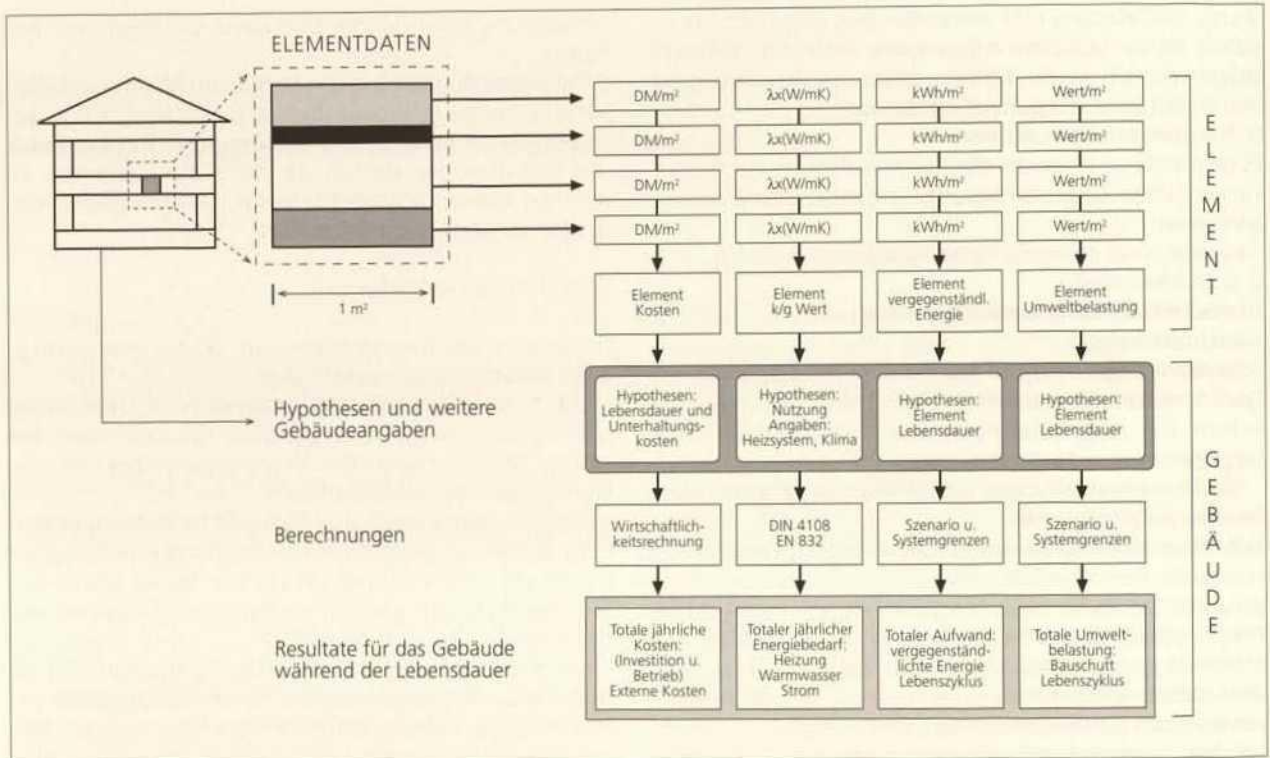 ELEMENTDATEN
1 m²
DM/m² λx(W/mK) kWh/m² Wert/m²
DM/m² λx(W/mK) kWh/m² Wert/m²
DM/m² λx(W/mK) kWh/m² Wert/m²
DM/m² λx(W/mK) kWh/m² Wert/m²
Element
Kosten
Element
k/g Wert
Element
vergegenständl.
Energie
Element
Umweltbelastung
ELEMENT
Hypothesen und weitere
Gebäudeangaben
Hypothesen:
Lebensdauer und
Unterhaltungs-
kosten
Hypothesen:
Nutzung
Angaben:
Heizsystem, Klima
Hypothesen:
Element
Lebensdauer
Hypothesen:
Element
Lebensdauer
Berechnungen
Wirtschaftlich-
keitsrechnung
DIN 4108
EN 832
Szenario u.
Systemgrenzen
Szenario u.
Systemgrenzen
Resultate für das Gebäude
während der Lebensdauer
Totale jährliche
Kosten:
(Investition u.
Betrieb)
Externe Kosten
Totaler jährlicher
Energiebedarf:
Heizung
Warmwasser
Strom
Totaler Aufwand:
vergegenständ-
lichte Energie
Lebenszyklus
Totale Umwelt-
belastung:
Bauschutt
Lebenszyklus
GEBÄUDE